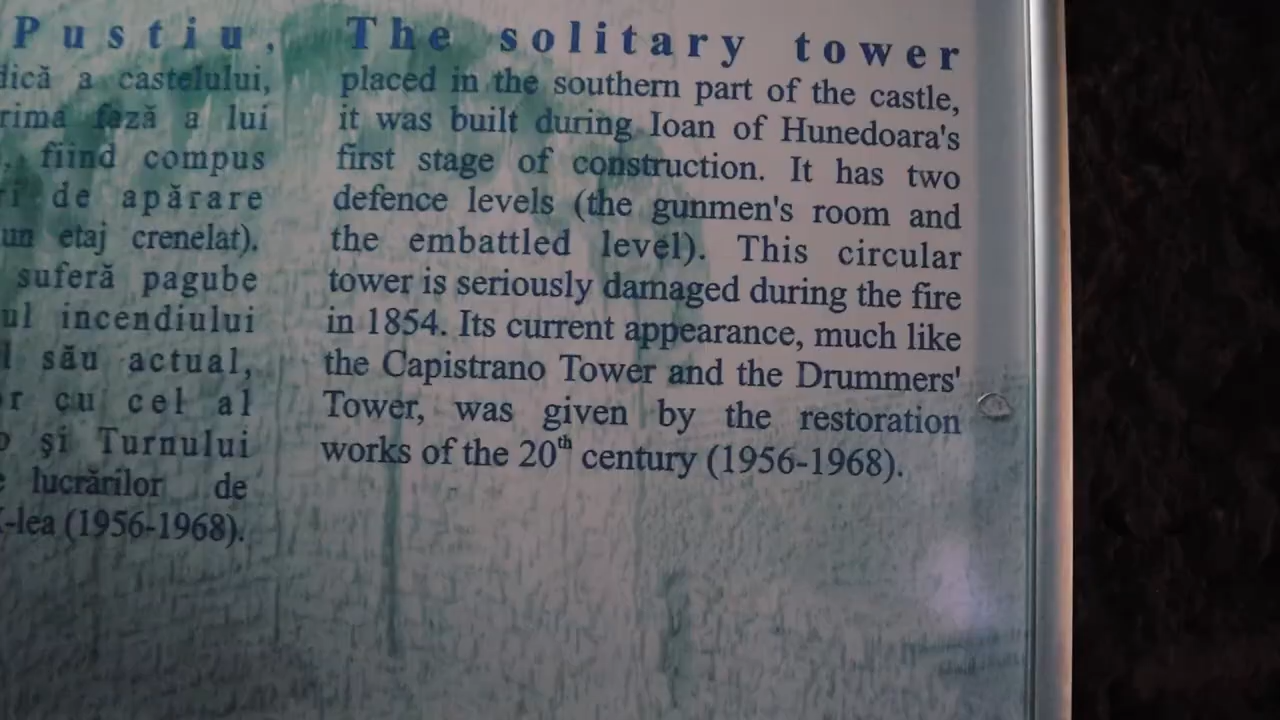 Pustiu,
a castelului,
fază a lui
fiind compus
de apărare
un etaj crenelat).
suferă pagube
incendiului
său actual,
cu cel al
şi Turnului
lucrărilor de
-lea (1956-1968).
The solitary tower
placed in the southern part of the castle,
it was built during Ioan of Hunedoara's
first stage of construction. It has two
defence levels (the gunmen's room and
the embattled level). This circular
tower is seriously damaged during the fire
in 1854. Its current appearance, much like
the Capistrano Tower and the Drummers'
Tower, was given by the restoration
works of the 20th century (1956-1968).